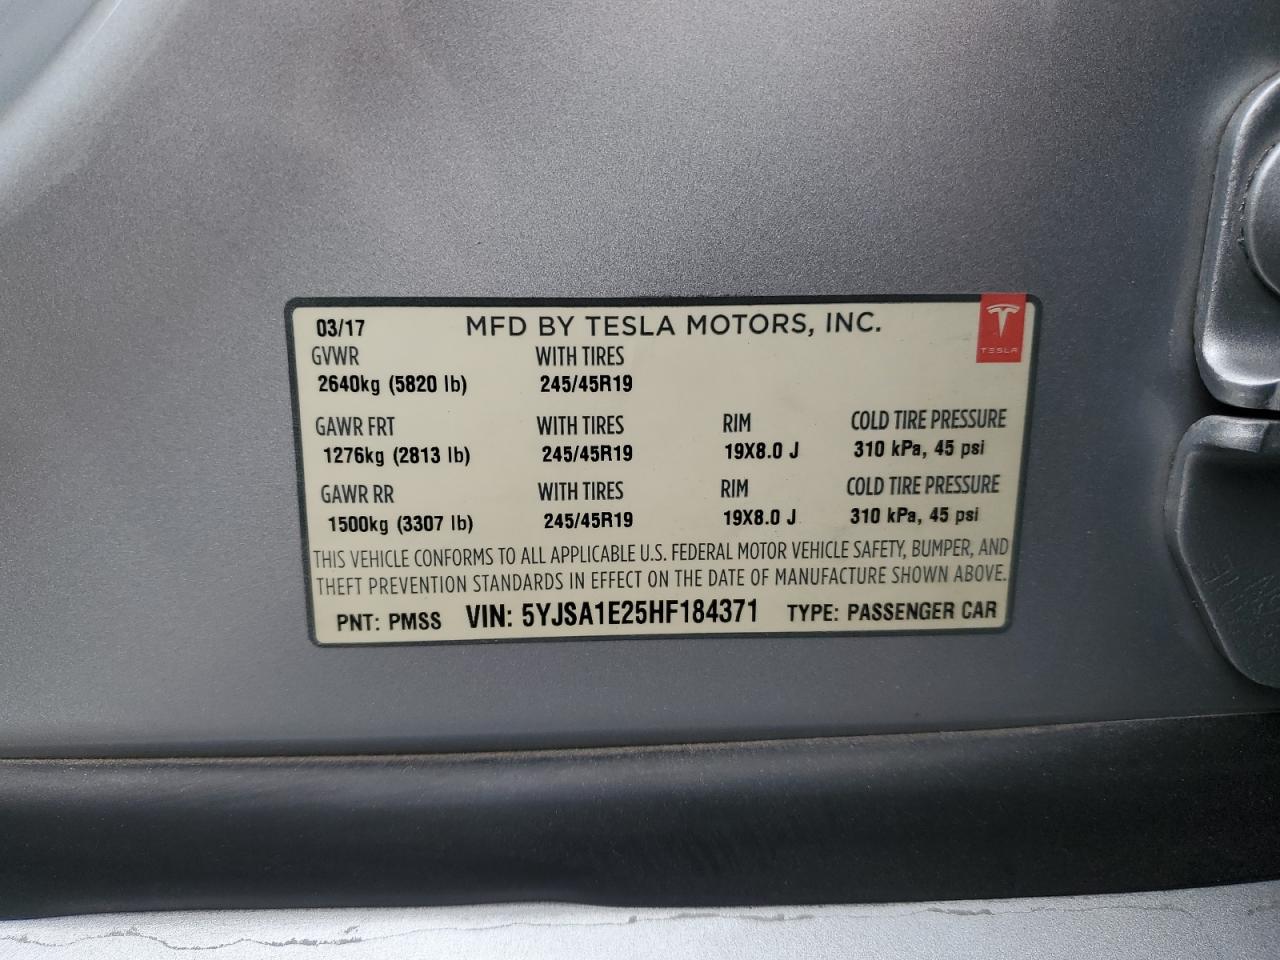 03/17 MFD BY TESLA MOTORS, INC.
TESLA
GVWR WITH TIRES
2640kg (5820 lb) 245/45R19
GAWR FRT WITH TIRES RIM COLD TIRE PRESSURE
1276kg (2813 lb) 245/45R19 19X8.0 J 310 kPa, 45 psi
GAWR RR WITH TIRES RIM COLD TIRE PRESSURE
1500kg (3307 lb) 245/45R19 19X8.0 J 310 kPa, 45 psi
THIS VEHICLE CONFORMS TO ALL APPLICABLE U.S. FEDERAL MOTOR VEHICLE SAFETY, BUMPER, AND
THEFT PREVENTION STANDARDS IN EFFECT ON THE DATE OF MANUFACTURE SHOWN ABOVE.
PNT: PMSS VIN: 5YJSA1E25HF184371 TYPE: PASSENGER CAR